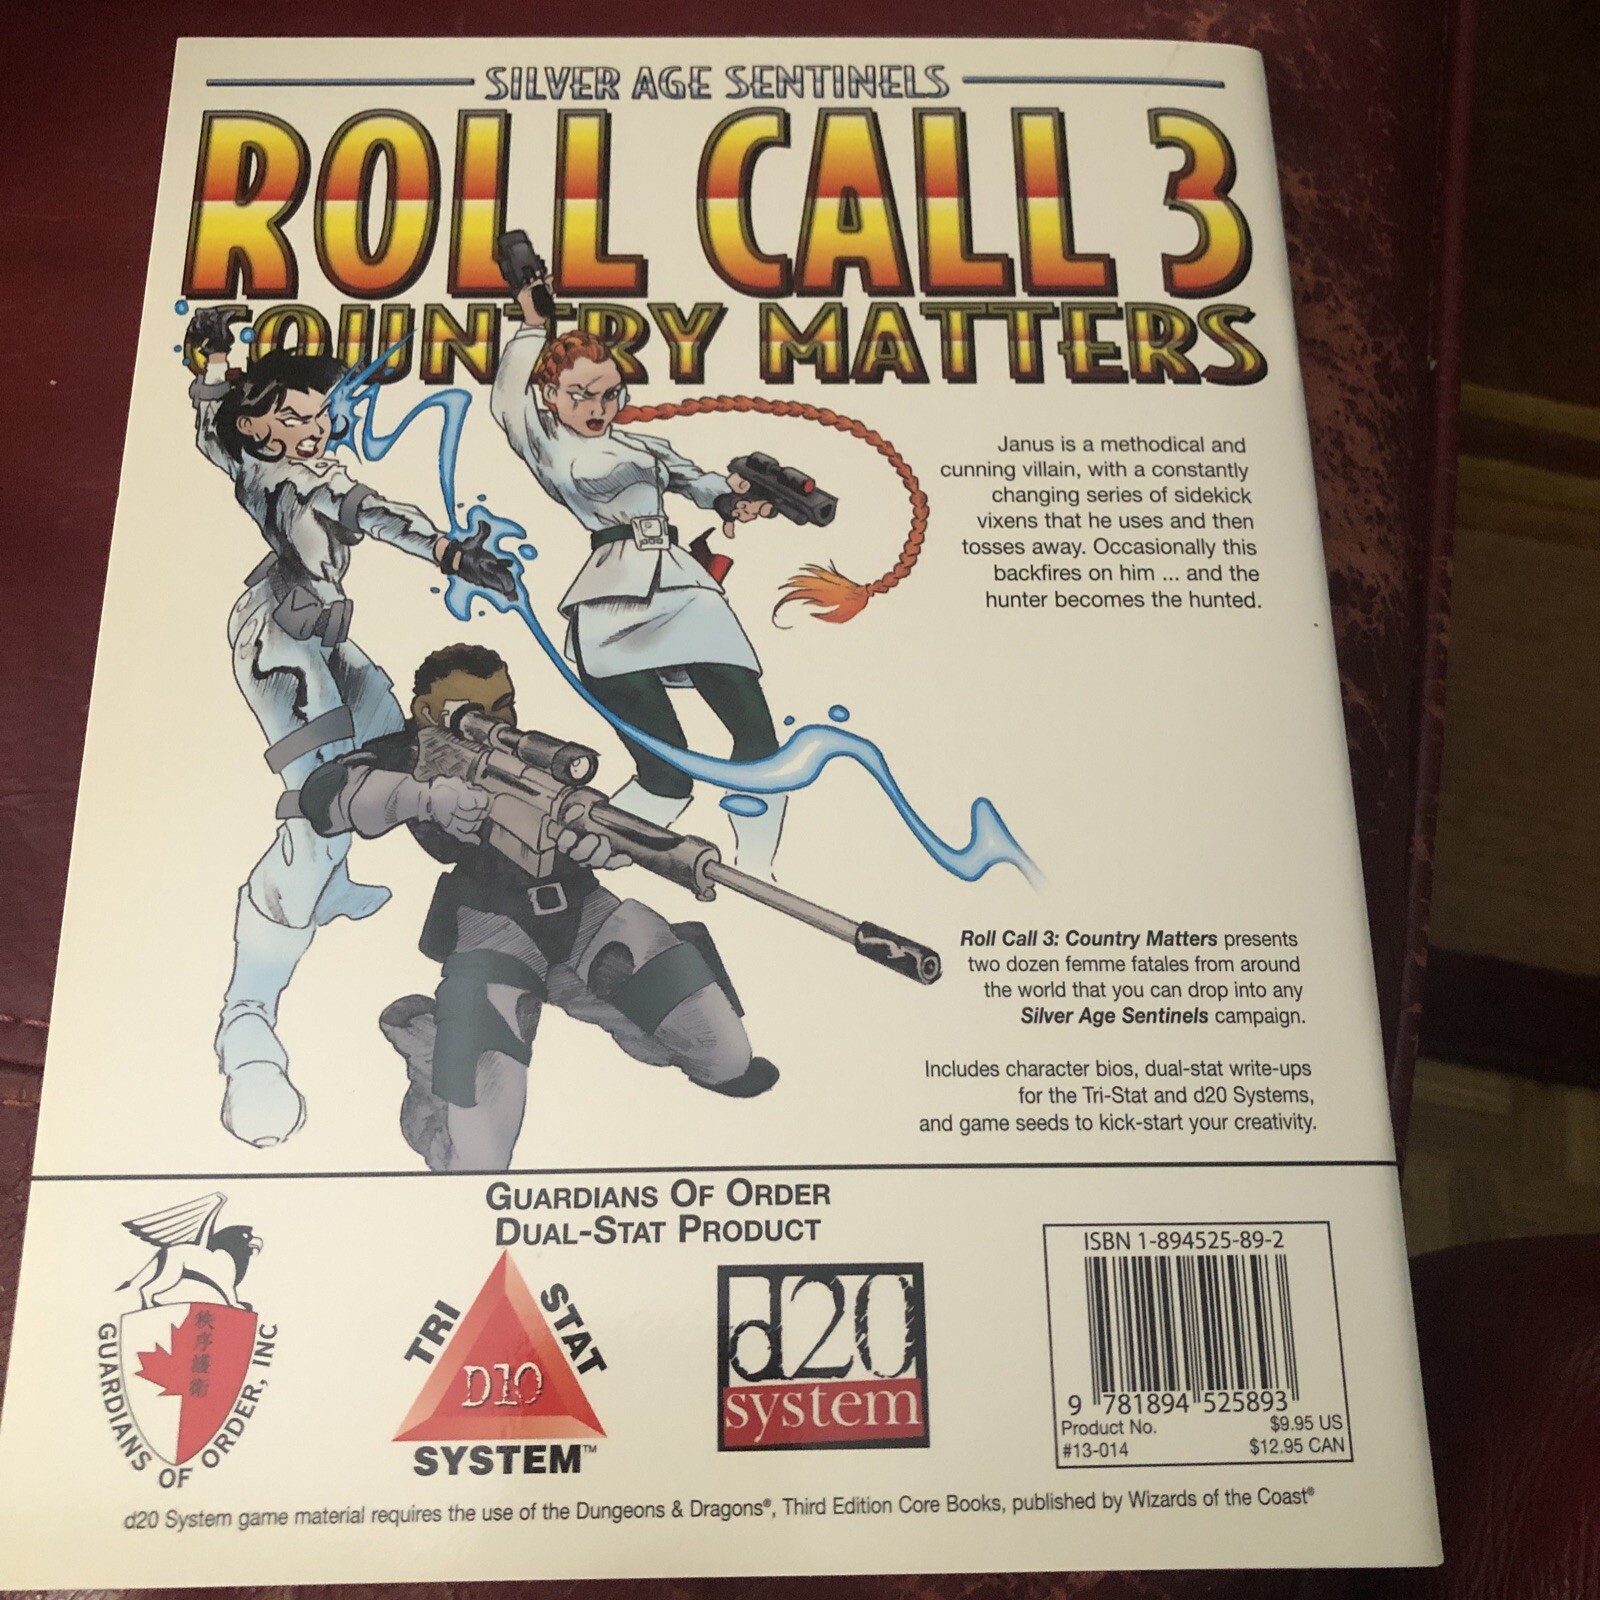 SILVER AGE SENTINELS
ROLL CALL 3
COUNTRY MATTERS
Janus is a methodical and
cunning villain, with a constantly
changing series of sidekick
vixens that he uses and then
tosses away. Occasionally this
backfires on him ... and the
hunter becomes the hunted.
Roll Call 3: Country Matters presents
two dozen femme fatales from around
the world that you can drop into any
Silver Age Sentinels campaign.
Includes character bios, dual-stat write-ups
for the Tri-Stat and d20 Systems,
and game seeds to kick-start your creativity.
GUARDIANS OF ORDER
DUAL-STAT PRODUCT
秩序護衛
GUARDIANS OF ORDER, INC
TRI STAT
D10
SYSTEM™
d20
system
ISBN 1-894525-89-2
9 781894 525893
Product No. $9.95 US
#13-014 $12.95 CAN
d20 System game material requires the use of the Dungeons & Dragons®, Third Edition Core Books, published by Wizards of the Coast®